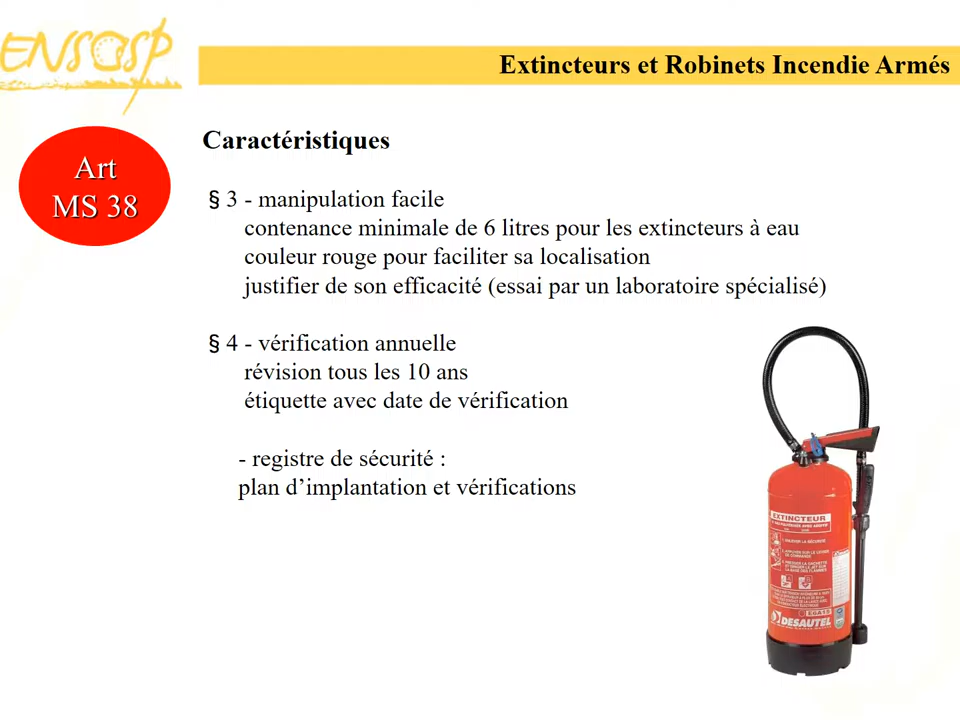 ENSOSP
Extincteurs et Robinets Incendie Armés
Art
MS 38
Caractéristiques
§ 3 - manipulation facile
contenance minimale de 6 litres pour les extincteurs à eau
couleur rouge pour faciliter sa localisation
justifier de son efficacité (essai par un laboratoire spécialisé)
§ 4 - vérification annuelle
révision tous les 10 ans
étiquette avec date de vérification
- registre de sécurité :
plan d’implantation et vérifications
EXTINCTEUR
DESAUTEL